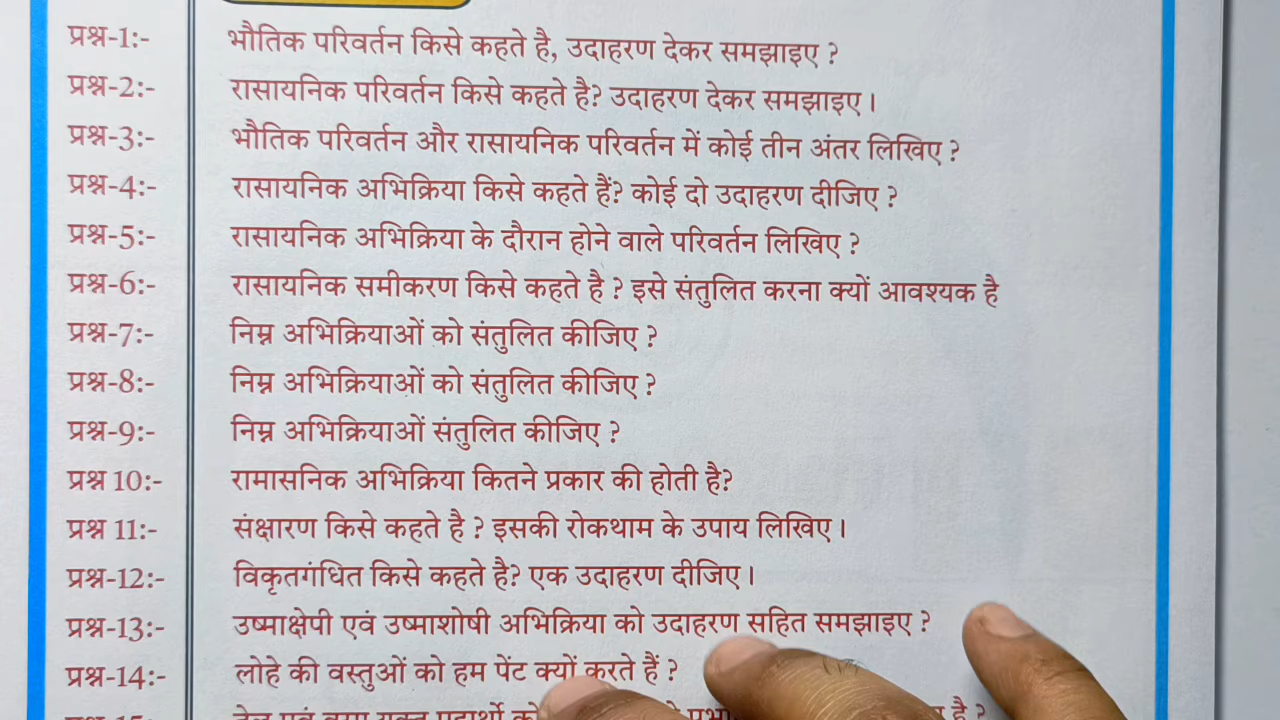 प्रश्न-1:- भौतिक परिवर्तन किसे कहते है, उदाहरण देकर समझाइए ?
प्रश्न-2:- रासायनिक परिवर्तन किसे कहते है? उदाहरण देकर समझाइए ।
प्रश्न-3:- भौतिक परिवर्तन और रासायनिक परिवर्तन में कोई तीन अंतर लिखिए ?
प्रश्न-4:- रासायनिक अभिक्रिया किसे कहते हैं? कोई दो उदाहरण दीजिए ?
प्रश्न-5:- रासायनिक अभिक्रिया के दौरान होने वाले परिवर्तन लिखिए ?
प्रश्न-6:- रासायनिक समीकरण किसे कहते है ? इसे संतुलित करना क्यों आवश्यक है
प्रश्न-7:- निम्न अभिक्रियाओं को संतुलित कीजिए ?
प्रश्न-8:- निम्न अभिक्रियाओं को संतुलित कीजिए ?
प्रश्न-9:- निम्न अभिक्रियाओं संतुलित कीजिए ?
प्रश्न 10:- रामासनिक अभिक्रिया कितने प्रकार की होती है?
प्रश्न 11:- संक्षारण किसे कहते है ? इसकी रोकथाम के उपाय लिखिए ।
प्रश्न-12:- विकृतगंधित किसे कहते है? एक उदाहरण दीजिए ।
प्रश्न-13:- उष्माक्षेपी एवं उष्माशोषी अभिक्रिया को उदाहरण सहित समझाइए ?
प्रश्न-14:- लोहे की वस्तुओं को हम पेंट क्यों करते हैं ?